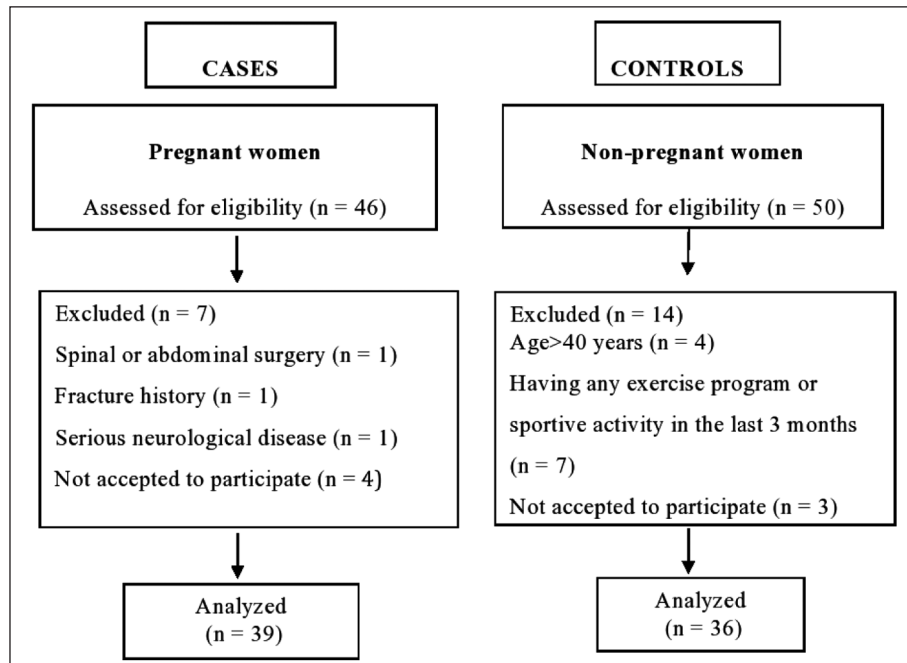 CASES
Pregnant women
Assessed for eligibility (n = 46)
Excluded (n = 7)
Spinal or abdominal surgery (n = 1)
Fracture history (n = 1)
Serious neurological disease (n = 1)
Not accepted to participate (n = 4)
Analyzed
(n = 39)
CONTROLS
Non-pregnant women
Assessed for eligibility (n = 50)
Excluded (n = 14)
Age>40 years (n = 4)
Having any exercise program or
sportive activity in the last 3 months
(n = 7)
Not accepted to participate (n = 3)
Analyzed
(n = 36)